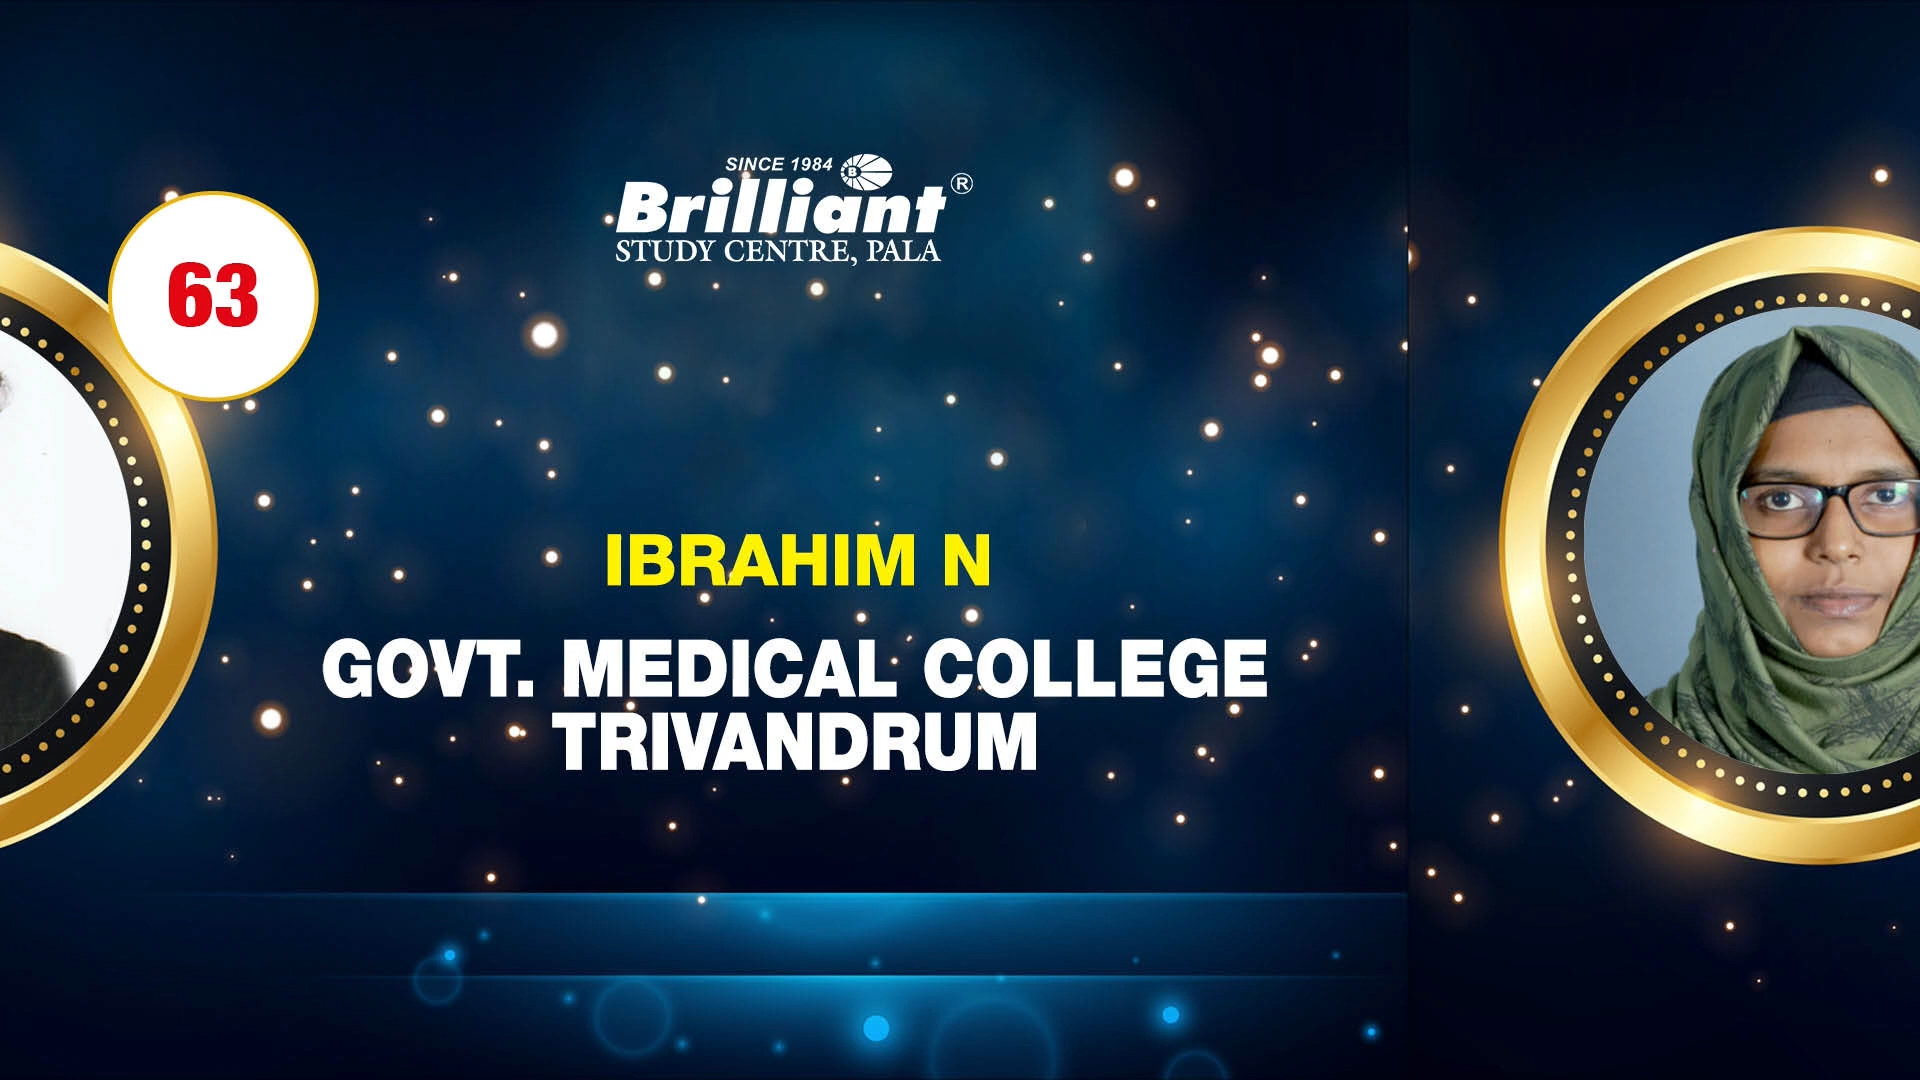 SINCE 1984
B
Brilliant®
STUDY CENTRE, PALA
63
IBRAHIM N
GOVT. MEDICAL COLLEGE
TRIVANDRUM